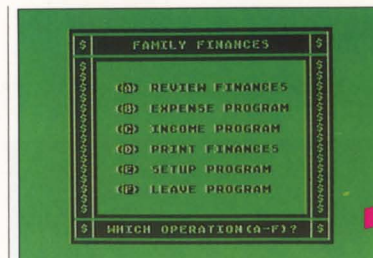 $ FAMILY FINANCES $
(A) REVIEW FINANCES
(B) EXPENSE PROGRAM
(C) INCOME PROGRAM
(D) PRINT FINANCES
(E) SETUP PROGRAM
(F) LEAVE PROGRAM
$ WHICH OPERATION(A-F)? $